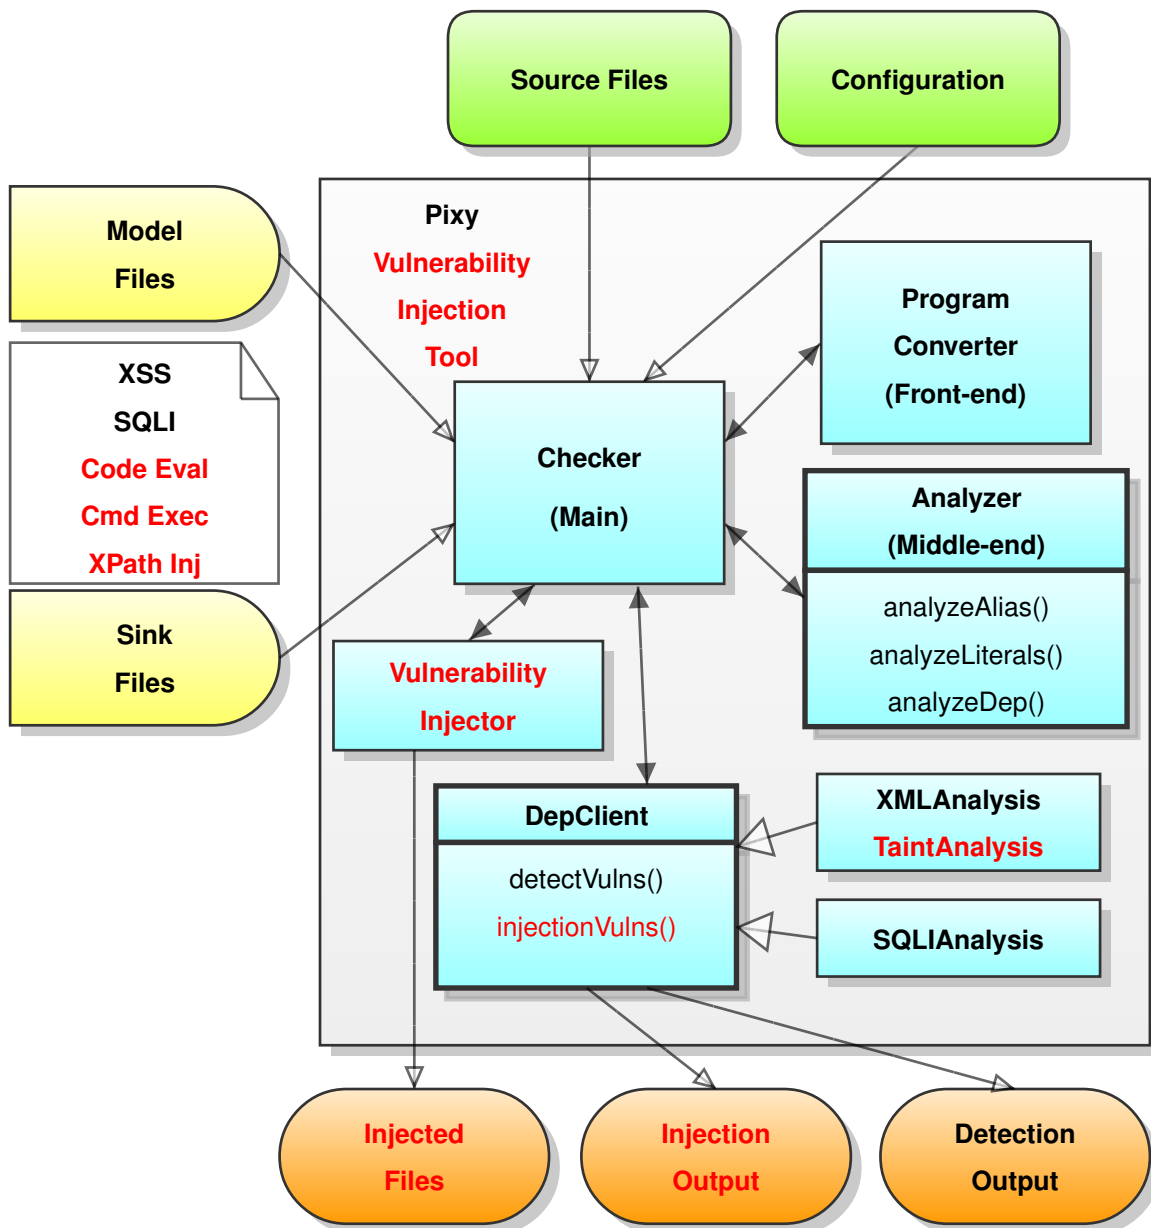 Source Files
Configuration
Model
Files
XSS
SQLI
Code Eval
Cmd Exec
XPath Inj
Sink
Files
Pixy
Vulnerability
Injection
Tool
Checker
(Main)
Program
Converter
(Front-end)
Analyzer
(Middle-end)
analyzeAlias()
analyzeLiterals()
analyzeDep()
Vulnerability
Injector
DepClient
detectVulns()
injectionVulns()
XMLAnalysis
TaintAnalysis
SQLIAnalysis
Injected
Files
Injection
Output
Detection
Output